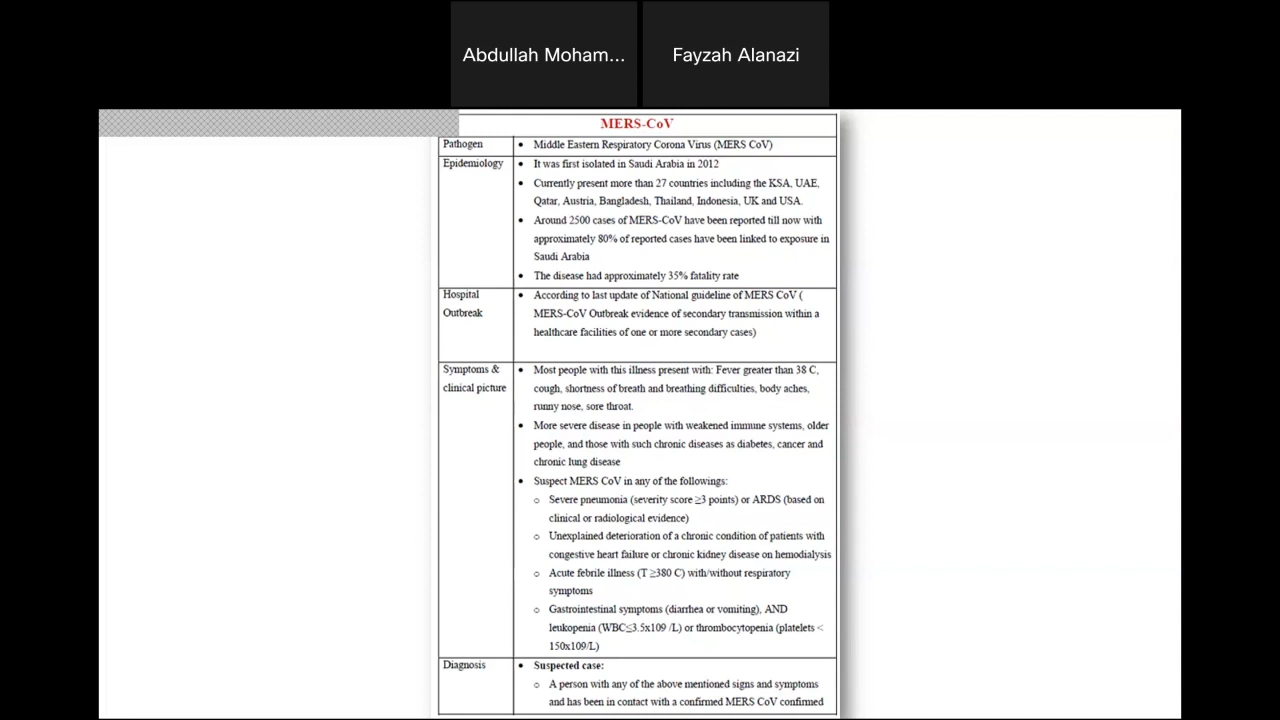 Abdullah Moham...
Fayzah Alanazi
MERS-CoV
Pathogen
• Middle Eastern Respiratory Corona Virus (MERS CoV)
Epidemiology
• It was first isolated in Saudi Arabia in 2012
• Currently present more than 27 countries including the KSA, UAE,
Qatar, Austria, Bangladesh, Thailand, Indonesia, UK and USA.
• Around 2500 cases of MERS-CoV have been reported till now with
approximately 80% of reported cases have been linked to exposure in
Saudi Arabia
• The disease had approximately 35% fatality rate
Hospital
Outbreak
• According to last update of National guideline of MERS CoV (
MERS-CoV Outbreak evidence of secondary transmission within a
healthcare facilities of one or more secondary cases)
Symptoms &
clinical picture
• Most people with this illness present with: Fever greater than 38 C,
cough, shortness of breath and breathing difficulties, body aches,
runny nose, sore throat.
• More severe disease in people with weakened immune systems, older
people, and those with such chronic diseases as diabetes, cancer and
chronic lung disease
• Suspect MERS CoV in any of the followings:
o Severe pneumonia (severity score ≥3 points) or ARDS (based on
clinical or radiological evidence)
o Unexplained deterioration of a chronic condition of patients with
congestive heart failure or chronic kidney disease on hemodialysis
o Acute febrile illness (T ≥380 C) with/without respiratory
symptoms
o Gastrointestinal symptoms (diarrhea or vomiting), AND
leukopenia (WBC≤3.5x109 /L) or thrombocytopenia (platelets <
150x109/L)
Diagnosis
• Suspected case:
o A person with any of the above mentioned signs and symptoms
and has been in contact with a confirmed MERS CoV confirmed